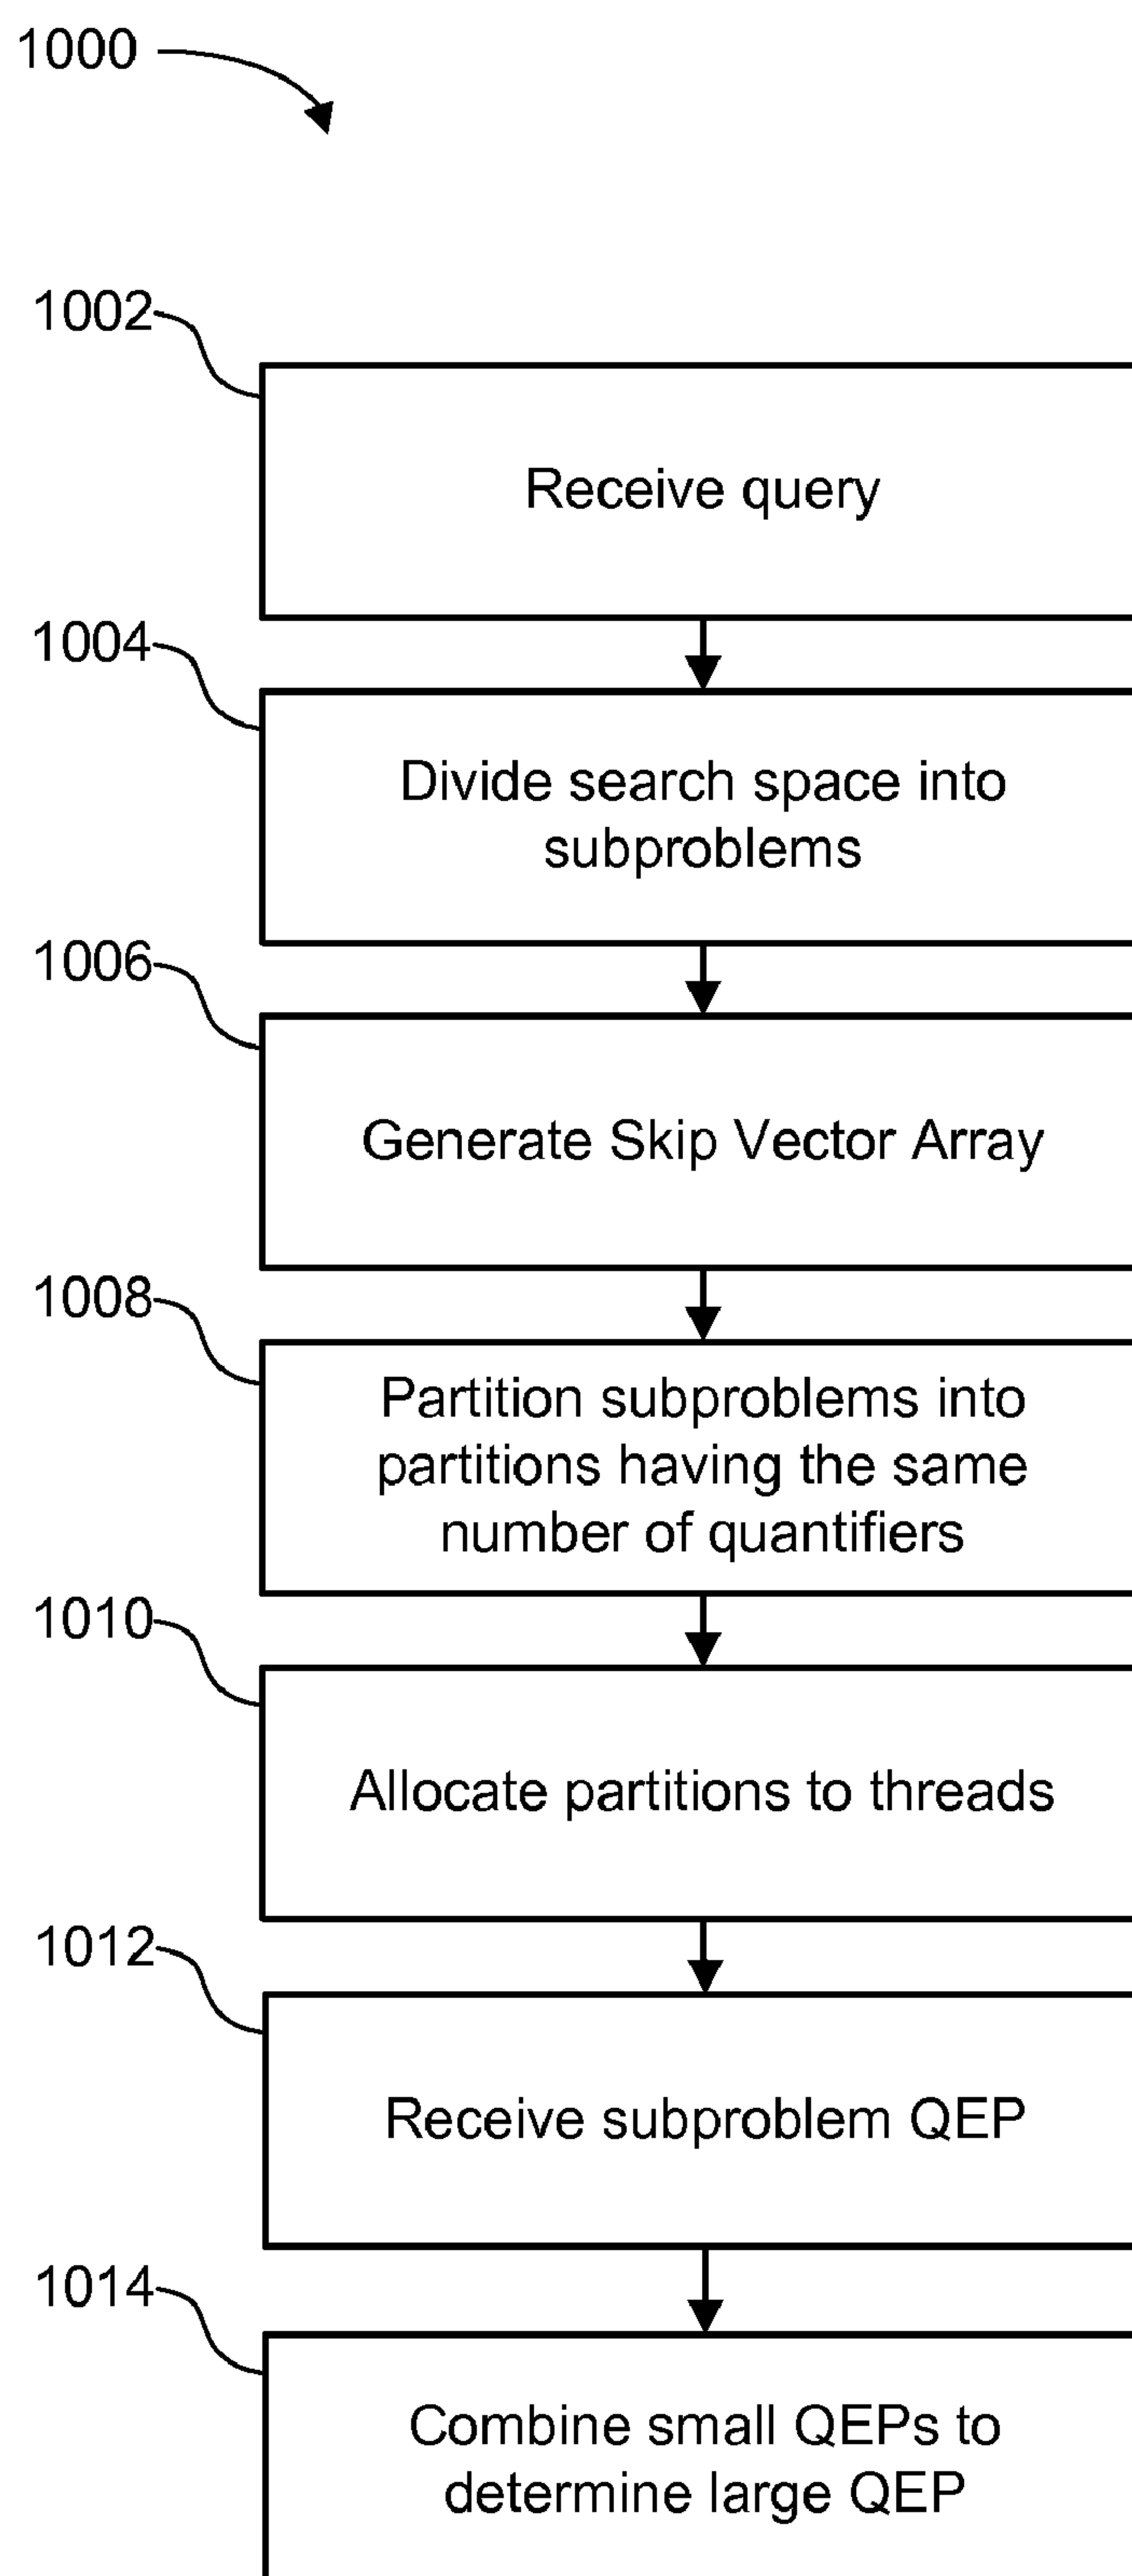 1000
1002
Receive query
1004
Divide search space into
subproblems
1006
Generate Skip Vector Array
1008
Partition subproblems into
partitions having the same
number of quantifiers
1010
Allocate partitions to threads
1012
Receive subproblem QEP
1014
Combine small QEPs to
determine large QEP